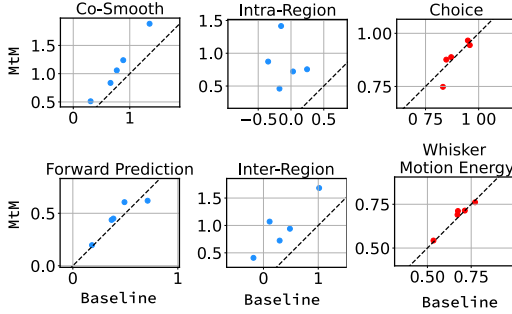 Co-Smooth
Intra-Region
Choice
MtM
1.5
1.0
0.5
0
1
1.5
1.0
0.5
−0.5
0.0
0.5
1.00
0.75
0.75
1.00
Forward Prediction
Inter-Region
Whisker
Motion Energy
MtM
0.5
0.0
0
1
Baseline
1.5
1.0
0.5
0
1
Baseline
0.75
0.50
0.50
0.75
Baseline